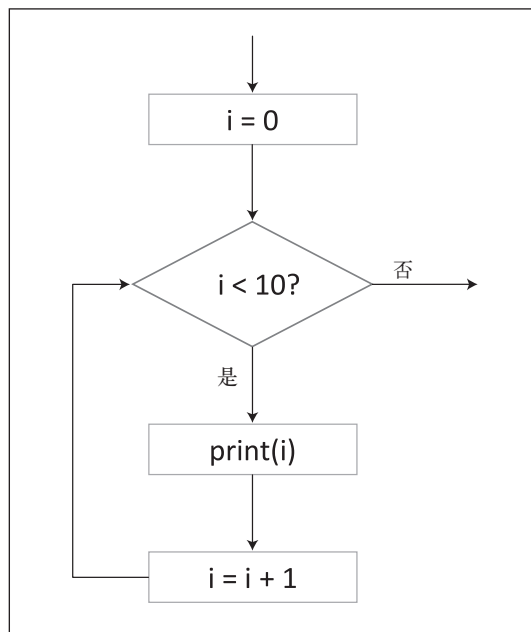 i = 0
i < 10?
否
是
print(i)
i = i + 1